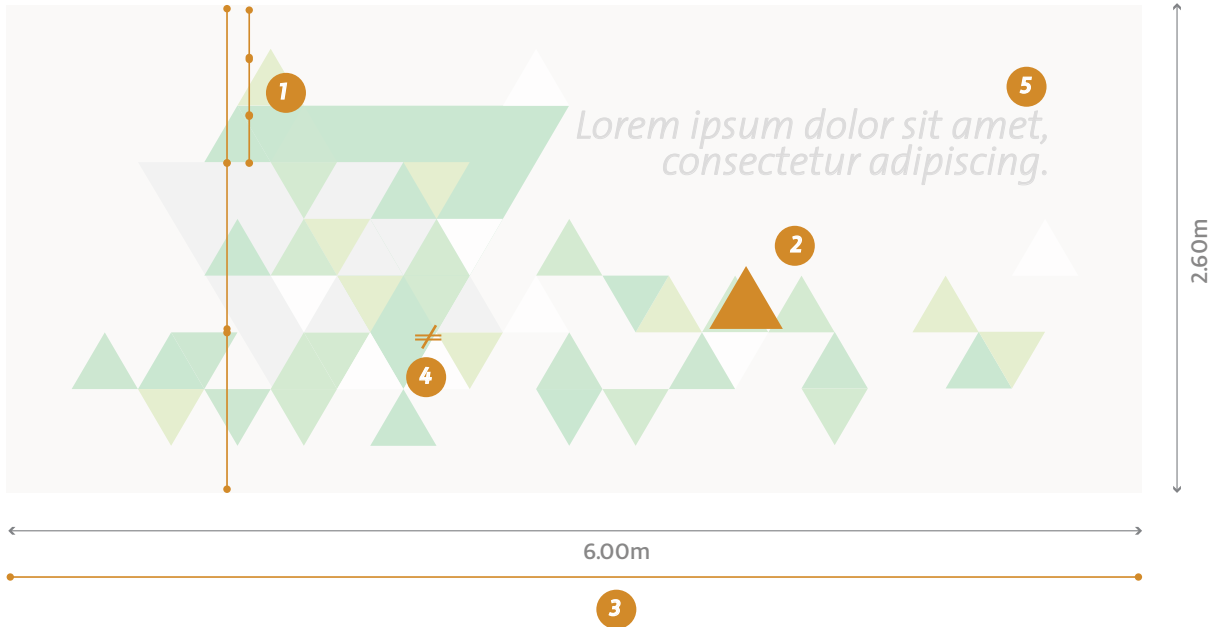 1
5
Lorem ipsum dolor sit amet,
consectetur adipiscing.
2
2.60m
4
6.00m
3